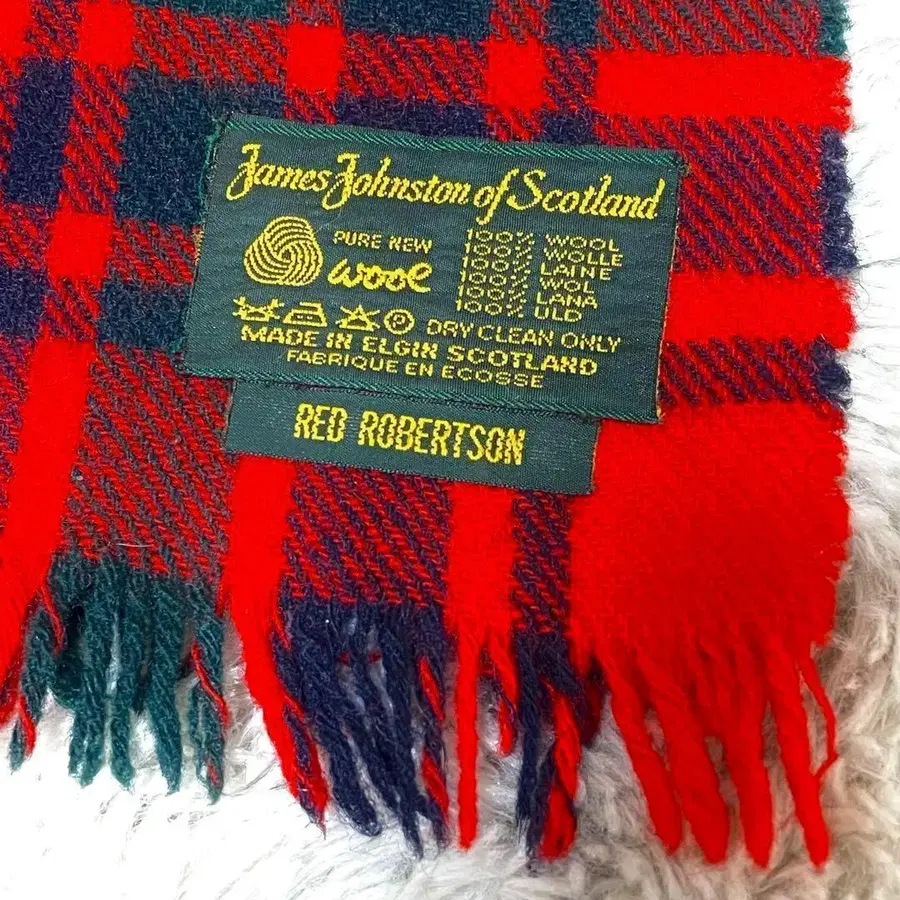 James Johnston of Scotland
PURE NEW
wool
100% WOOL
100% WOLLE
100% LAINE
100% WOL
100% LANA
100% ULD
P DRY CLEAN ONLY
MADE IN ELGIN SCOTLAND
FABRIQUE EN ECOSSE
RED ROBERTSON